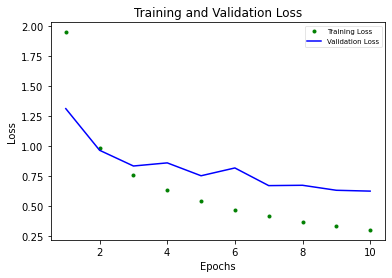 Training and Validation Loss
2.00
1.75
1.50
1.25
1.00
0.75
0.50
0.25
Loss
Training Loss
Validation Loss
2
4
6
8
10
Epochs